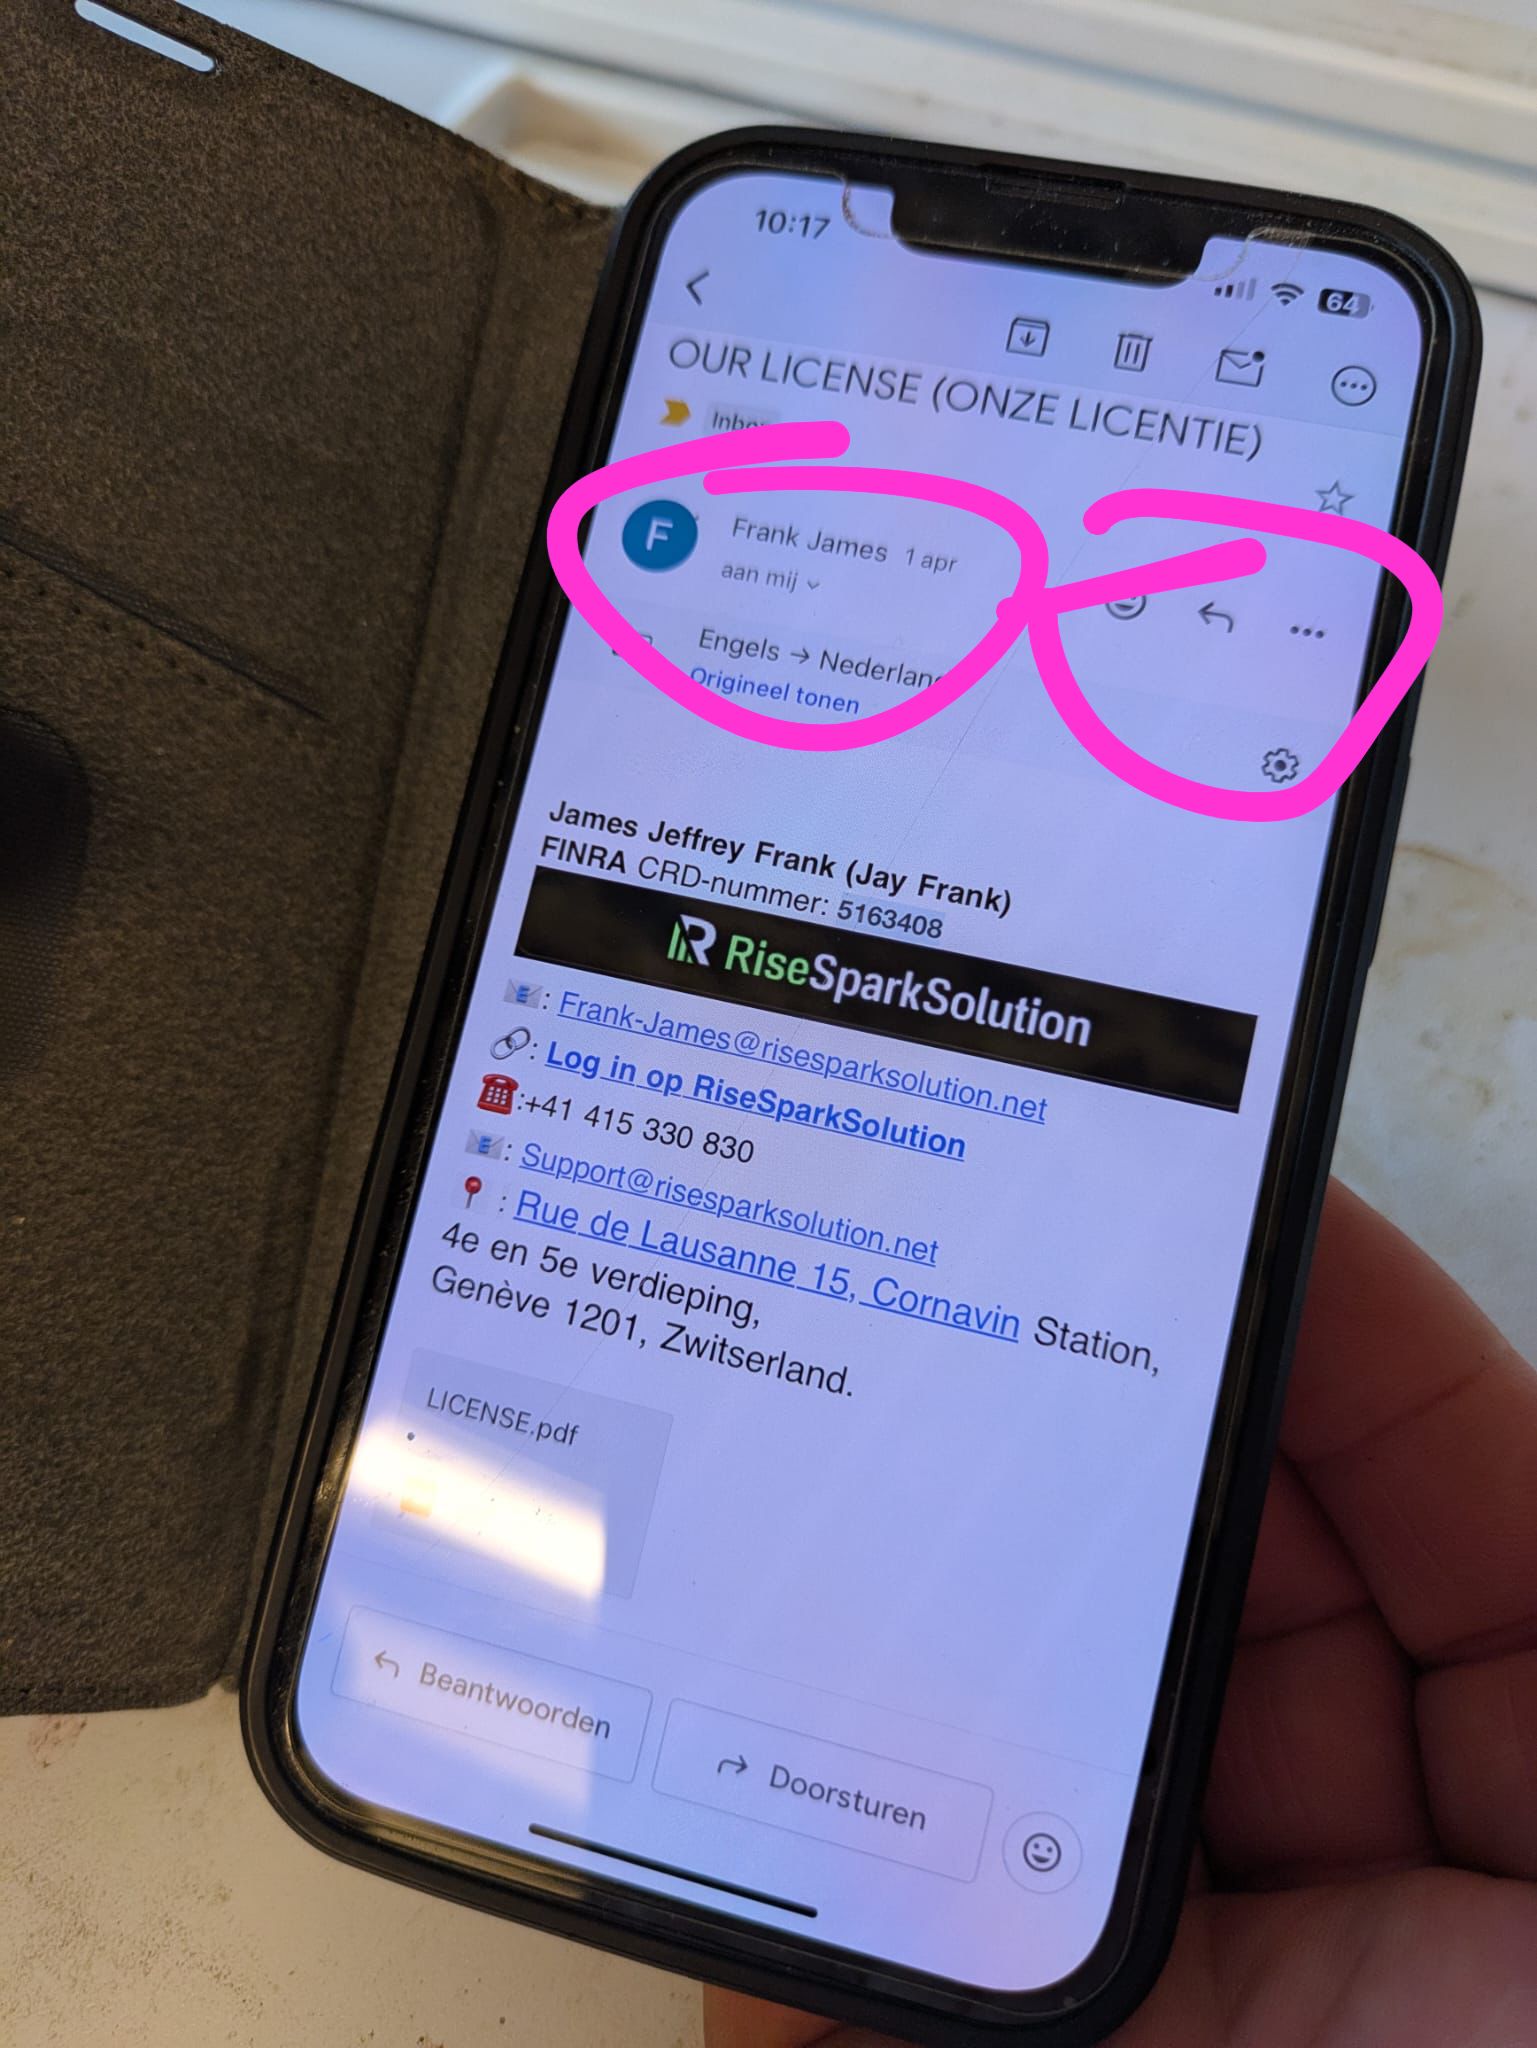 10:17
64
OUR LICENSE (ONZE LICENTIE)
F
Frank James 1 apr
aan mij
Engels → Nederlan
Origineel tonen
James Jeffrey Frank (Jay Frank)
FINRA CRD-nummer: 5163408
RiseSparkSolution
: Frank-James@risesparksolution.net
: Log in op RiseSparkSolution
:+41 415 330 830
: Support@risesparksolution.net
: Rue de Lausanne 15, Cornavin Station,
4e en 5e verdieping,
Genève 1201, Zwitserland.
LICENSE.pdf
Beantwoorden
Doorsturen